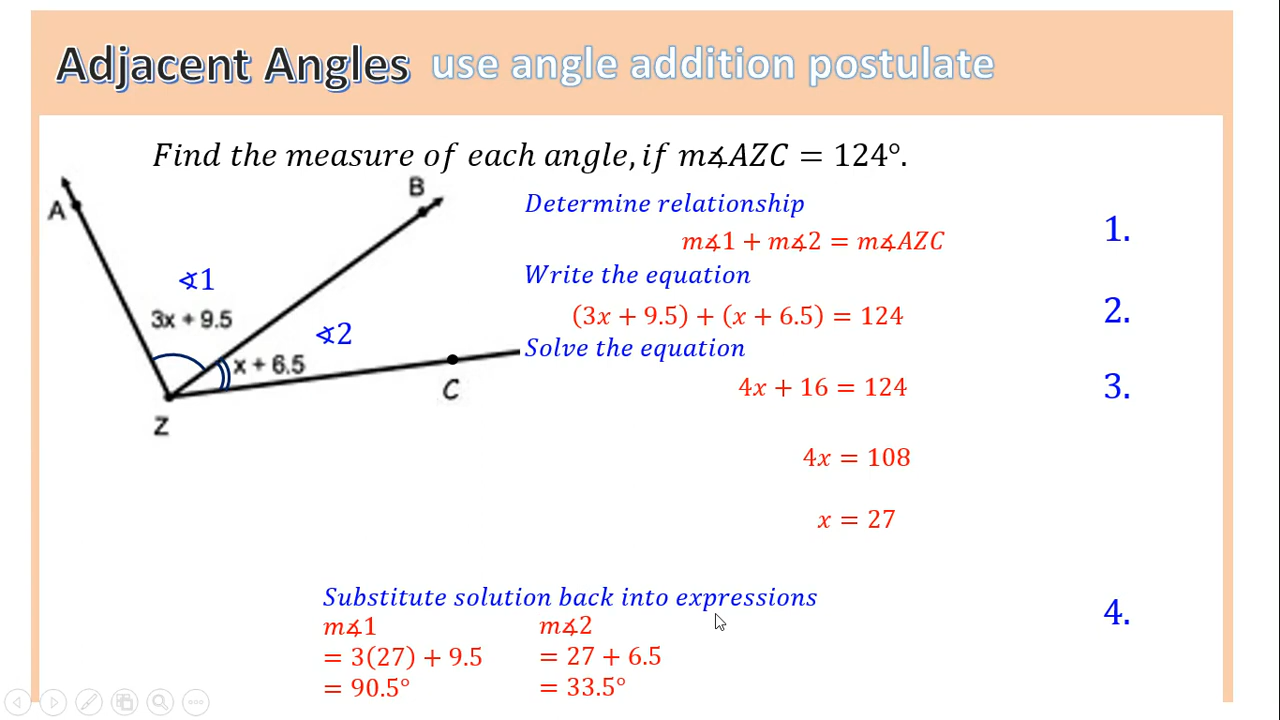 Adjacent Angles use angle addition postulate
Find the measure of each angle, if m∡AZC = 124°.
A
B
∢1
3x + 9.5
∢2
x + 6.5
C
Z
Determine relationship
1.
m∡1 + m∡2 = m∡AZC
Write the equation
2.
(3x + 9.5) + (x + 6.5) = 124
Solve the equation
3.
4x + 16 = 124
4x = 108
x = 27
Substitute solution back into expressions
4.
m∡1
= 3(27) + 9.5
= 90.5°
m∡2
= 27 + 6.5
= 33.5°